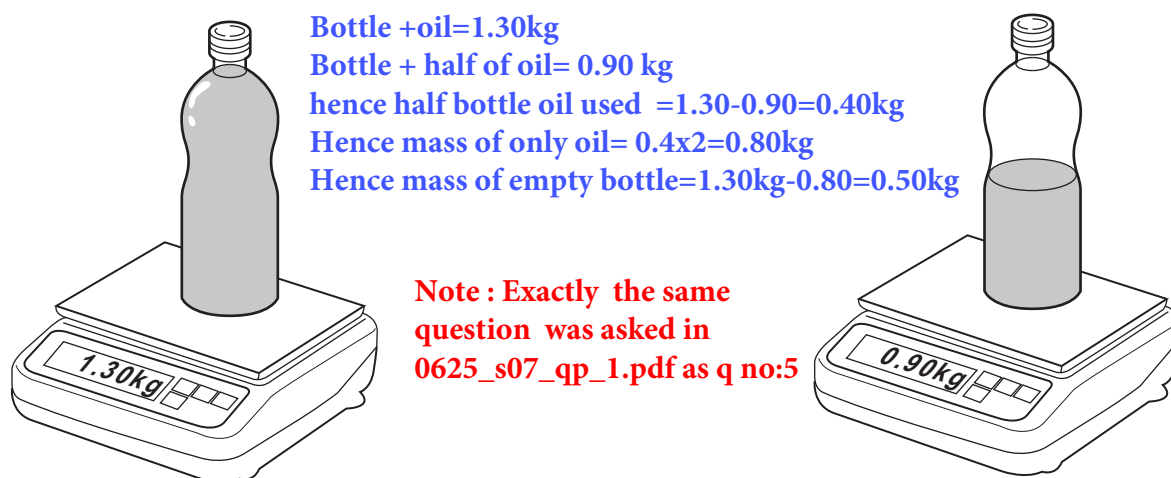 Bottle +oil=1.30kg
Bottle + half of oil= 0.90 kg
hence half bottle oil used =1.30-0.90=0.40kg
Hence mass of only oil= 0.4x2=0.80kg
Hence mass of empty bottle=1.30kg-0.80=0.50kg
Note : Exactly the same
question was asked in
0625_s07_qp_1.pdf as q no:5
1.30kg
0.90kg